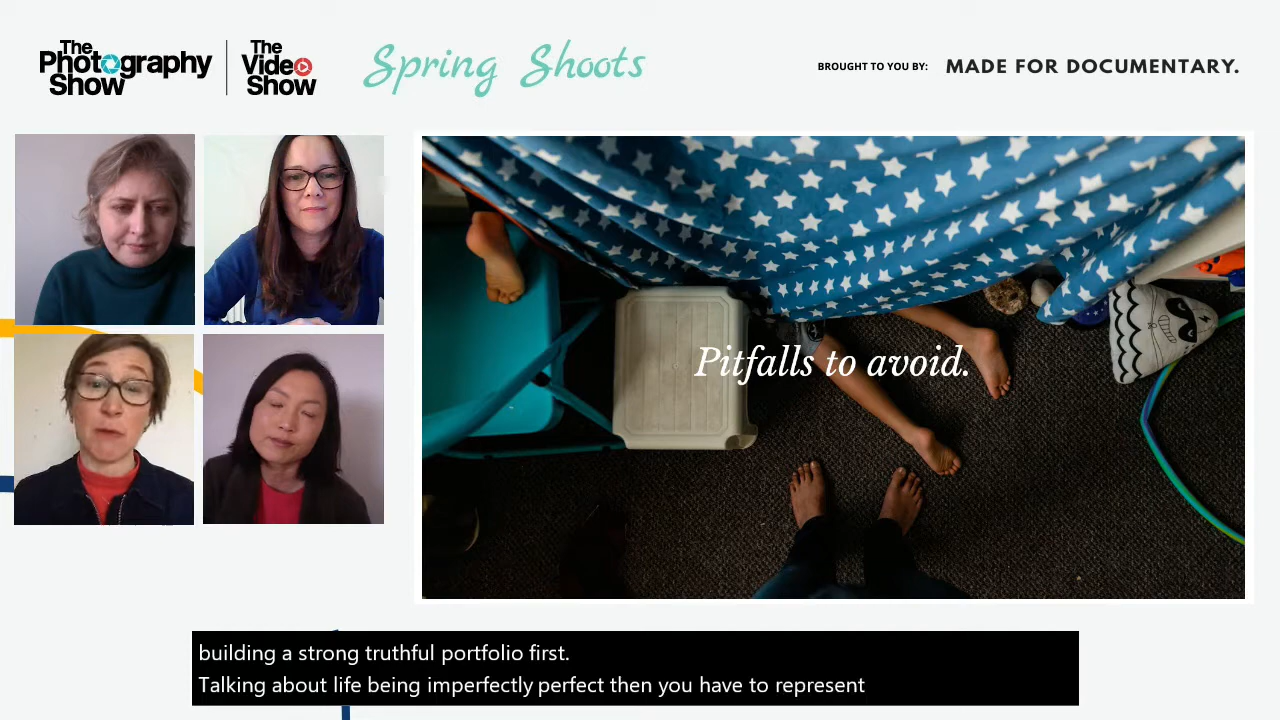 The
Photography
Show
The
Video
Show
Spring Shoots
BROUGHT TO YOU BY: MADE FOR DOCUMENTARY.
Pitfalls to avoid.
building a strong truthful portfolio first.
Talking about life being imperfectly perfect then you have to represent